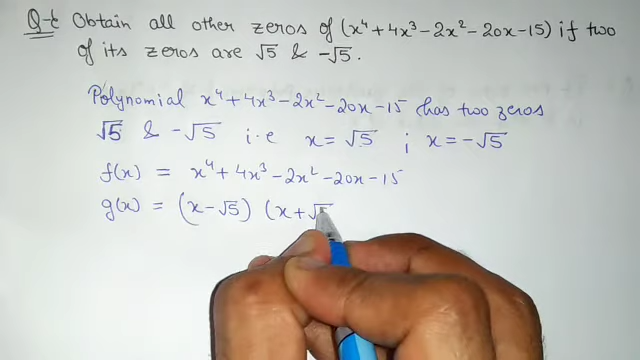 Q-6 Obtain all other zeros of (x⁴+4x³-2x²-20x-15) if two
of its zeros are √5 & -√5.
Polynomial x⁴+4x³-2x²-20x-15 has two zeros
√5 & -√5 i.e x = √5 ; x = -√5
f(x) = x⁴+4x³-2x²-20x-15
g(x) = (x-√5) (x+√5